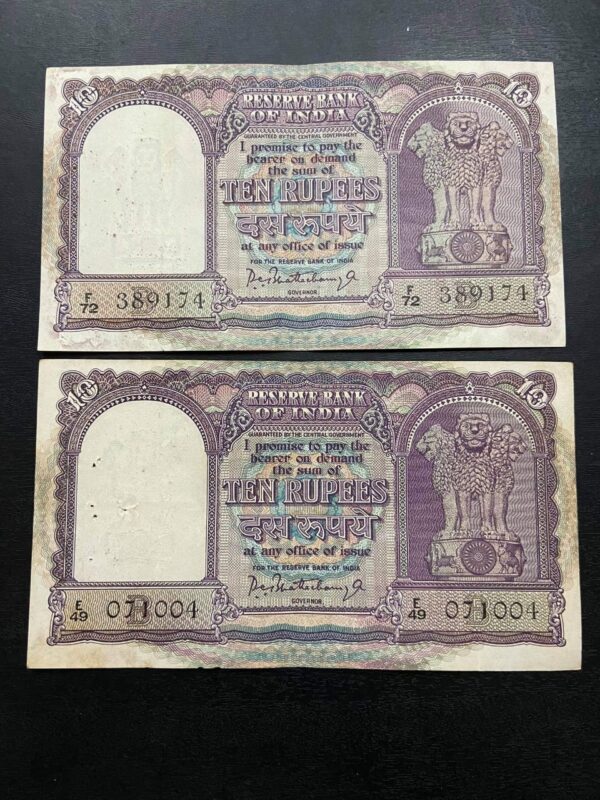 10 10
RESERVE BANK
OF INDIA
GUARANTEED BY THE CENTRAL GOVERNMENT
I promise to pay the
bearer on demand
the sum of
TEN RUPEES
दस रुपये
at any office of issue
FOR THE RESERVE BANK OF INDIA
GOVERNOR
F/72 389174 F/72 389174
10 10
RESERVE BANK
OF INDIA
GUARANTEED BY THE CENTRAL GOVERNMENT
I promise to pay the
bearer on demand
the sum of
TEN RUPEES
दस रुपये
at any office of issue
FOR THE RESERVE BANK OF INDIA
GOVERNOR
E/49 071004 E/49 071004